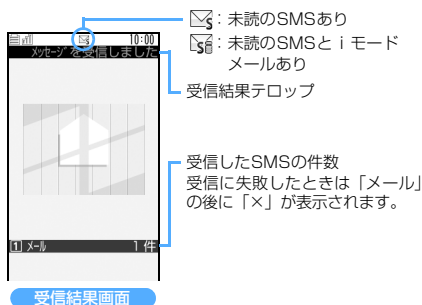 ：未読のSMSあり
：未読のSMSとｉモード
メールあり
10:00
メッセージを受信しました
受信結果テロップ
受信したSMSの件数
受信に失敗したときは「メール」
の後に「×」が表示されます。
1 メール 1件
受信結果画面